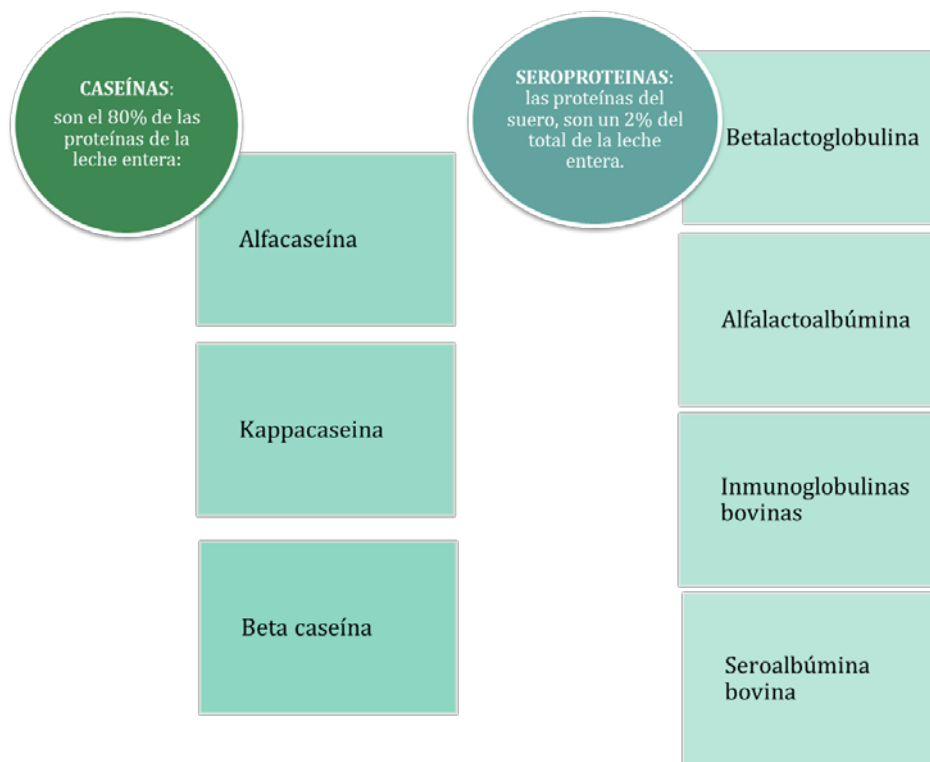 CASEÍNAS:
son el 80% de las
proteínas de la
leche entera:
Alfacaseína
Kappacaseina
Beta caseína
SEROPROTEINAS:
las proteínas del
suero, son un 2% del
total de la leche
entera.
Betalactoglobulina
Alfalactoalbúmina
Inmunoglobulinas
bovinas
Seroalbúmina
bovina